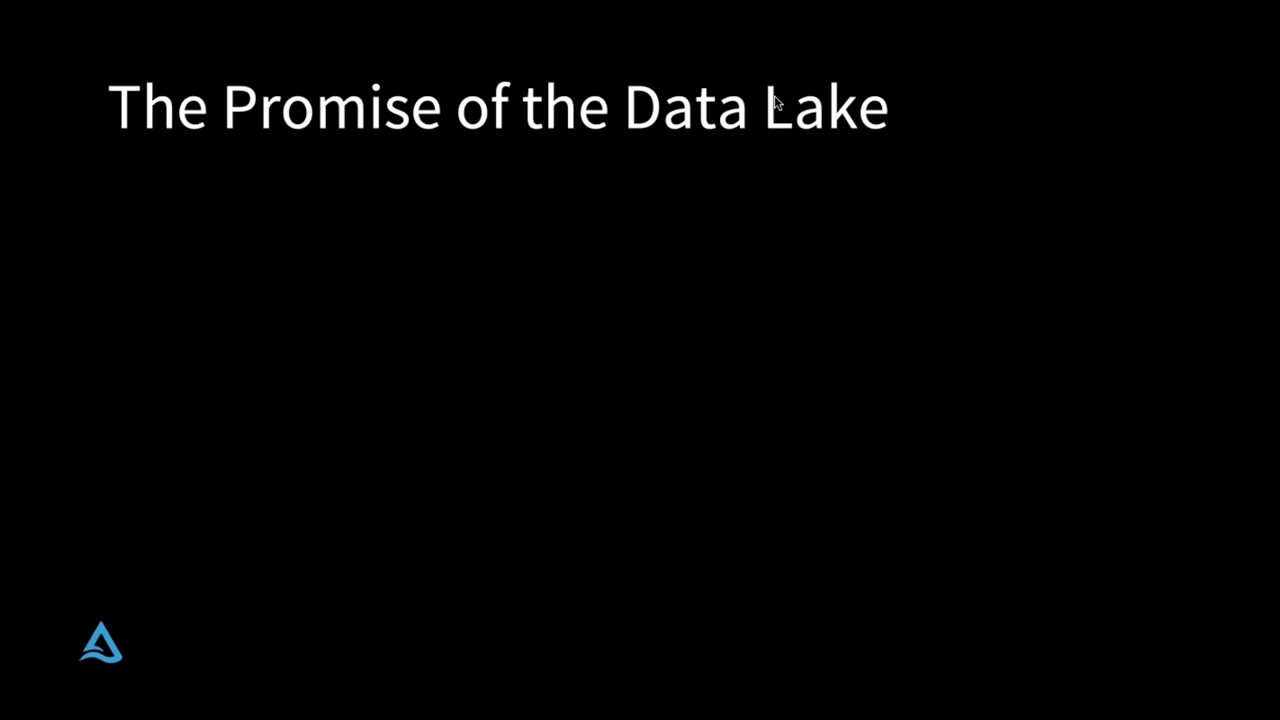 The Promise of the Data Lake